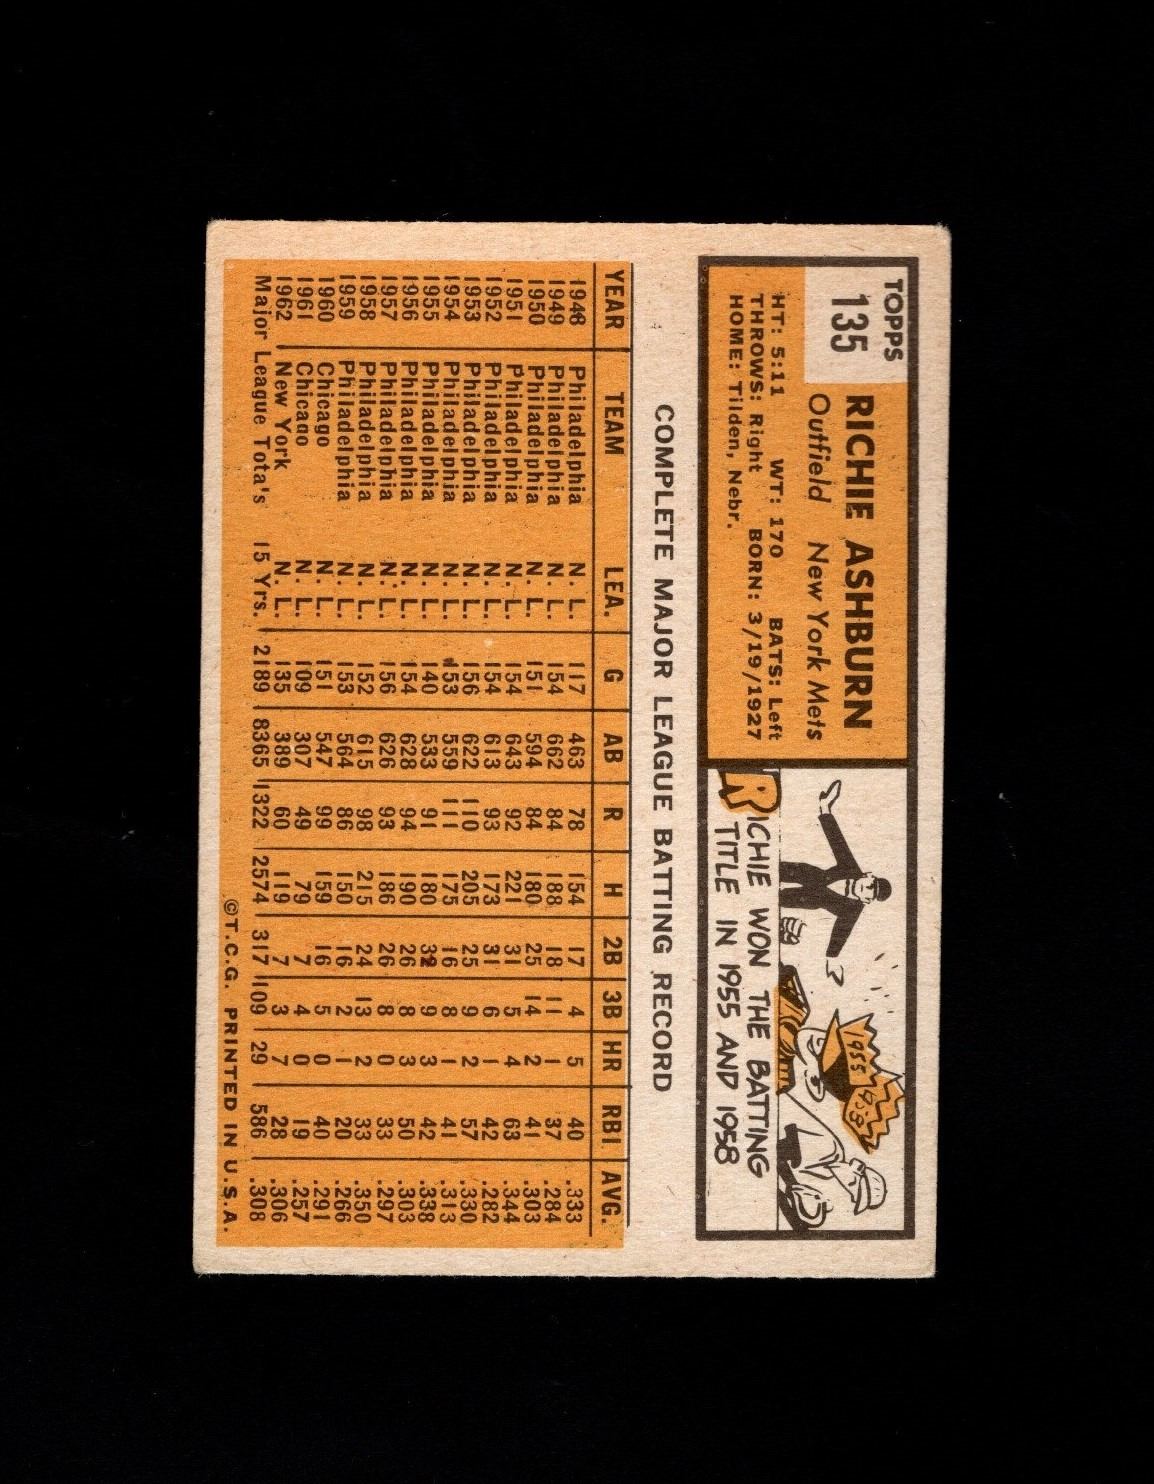 TOPPS
135
RICHIE ASHBURN
Outfield New York Mets
HT: 5:11 WT: 170 BATS: Left
THROWS: Right BORN: 3/19/1927
HOME: Tilden, Nebr.
1955 1958
RICHIE WON THE BATTING
TITLE IN 1955 AND 1958
COMPLETE MAJOR LEAGUE BATTING RECORD
YEAR TEAM LEA. G AB R H 2B 3B HR RBI AVG.
1948 Philadelphia N. L. 117 463 78 154 17 4 5 40 .333
1949 Philadelphia N. L. 154 662 84 188 18 11 1 37 .284
1950 Philadelphia N. L. 151 594 84 180 25 14 2 41 .303
1951 Philadelphia N. L. 154 643 92 221 31 5 4 63 .344
1952 Philadelphia N. L. 154 613 93 173 31 6 1 42 .282
1953 Philadelphia N. L. 156 622 110 205 25 9 2 57 .330
1954 Philadelphia N. L. 153 559 111 175 16 8 1 41 .313
1955 Philadelphia N. L. 140 533 91 180 32 9 3 42 .338
1956 Philadelphia N. L. 154 628 94 190 26 8 3 50 .303
1957 Philadelphia N. L. 156 626 93 186 26 8 0 33 .297
1958 Philadelphia N. L. 152 615 98 215 24 13 2 33 .350
1959 Philadelphia N. L. 153 564 86 150 16 2 1 20 .266
1960 Chicago N. L. 151 547 99 159 16 5 0 40 .291
1961 Chicago N. L. 109 307 49 79 7 4 0 19 .257
1962 New York N. L. 135 389 60 119 7 3 7 28 .306
Major League Tota's 15 Yrs. 2189 8365 1322 2574 317 109 29 586 .308
©T.C.G. PRINTED IN U.S.A.